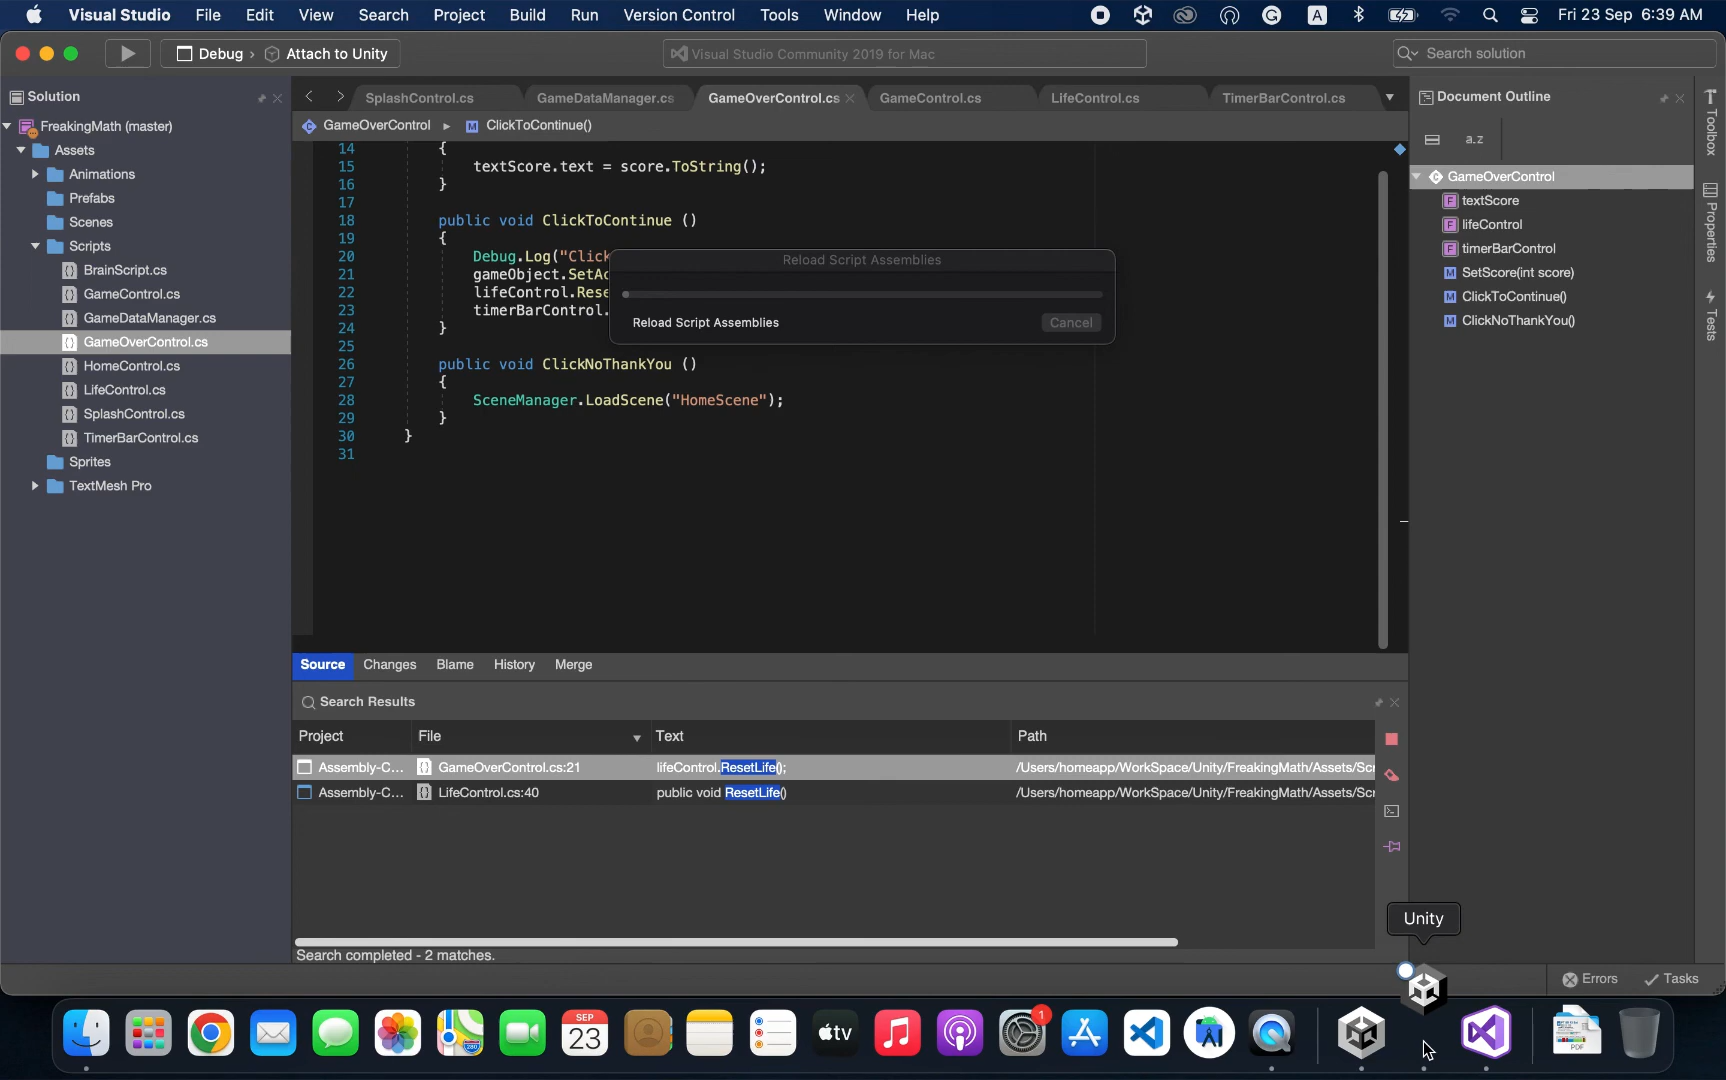 Visual Studio File Edit View Search Project Build Run Version Control Tools Window Help A Fri 23 Sep 6:39 AM
Debug › Attach to Unity
Visual Studio Community 2019 for Mac
Search solution
Solution
FreakingMath (master)
Assets
Animations
Prefabs
Scenes
Scripts
BrainScript.cs
GameControl.cs
GameDataManager.cs
GameOverControl.cs
HomeControl.cs
LifeControl.cs
SplashControl.cs
TimerBarControl.cs
Sprites
TextMesh Pro
SplashControl.cs GameDataManager.cs GameOverControl.cs GameControl.cs LifeControl.cs TimerBarControl.cs
GameOverControl ▸ M ClickToContinue()
14 {
15 textScore.text = score.ToString();
16 }
17
18 public void ClickToContinue ()
19 {
20 Debug.Log("Click
21 gameObject.SetAc
22 lifeControl.Rese
23 timerBarControl.
24 }
25
26 public void ClickNoThankYou ()
27 {
28 SceneManager.LoadScene("HomeScene");
29 }
30 }
31
Reload Script Assemblies
Reload Script Assemblies Cancel
Source Changes Blame History Merge
Search Results
Project File Text Path
Assembly-C... GameOverControl.cs:21 lifeControl.ResetLife(); /Users/homeapp/WorkSpace/Unity/FreakingMath/Assets/Scr
Assembly-C... LifeControl.cs:40 public void ResetLife() /Users/homeapp/WorkSpace/Unity/FreakingMath/Assets/Scr
Search completed - 2 matches.
Document Outline
a.z
C GameOverControl
F textScore
F lifeControl
F timerBarControl
M SetScore(int score)
M ClickToContinue()
M ClickNoThankYou()
Toolbox
Properties
Tests
Errors Tasks
Unity
SEP
23
tv
1
PDF